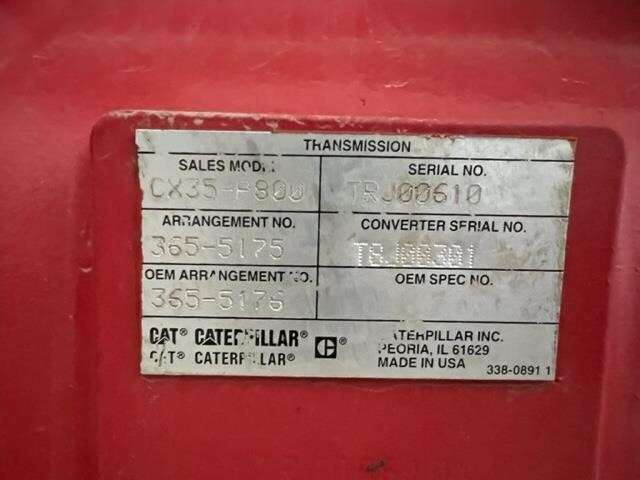 TRANSMISSION
SALES MODEL SERIAL NO.
CX35-P800 TRJ00610
ARRANGEMENT NO. CONVERTER SERIAL NO.
365-5175 T8J00301
OEM ARRANGEMENT NO. OEM SPEC NO.
365-5176
CAT® CATERPILLAR® C® CATERPILLAR INC.
CAT® CATERPILLAR® PEORIA, IL 61629
MADE IN USA
338-0891 1